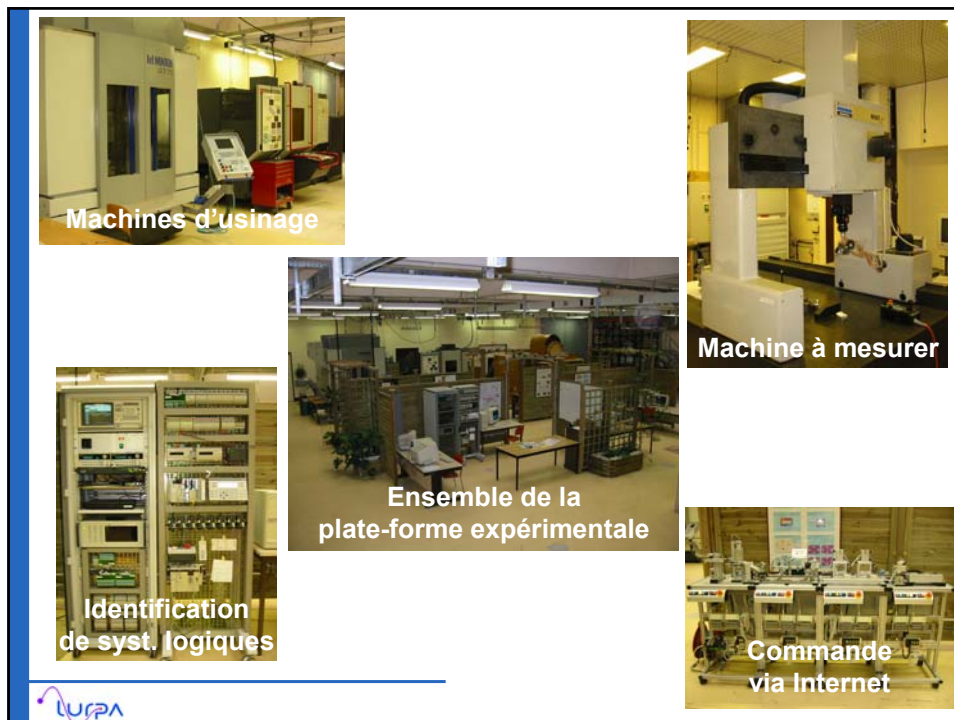 Machines d'usinage
Machine à mesurer
Ensemble de la
plate-forme expérimentale
Identification
de syst. logiques
Commande
via Internet
LURPA